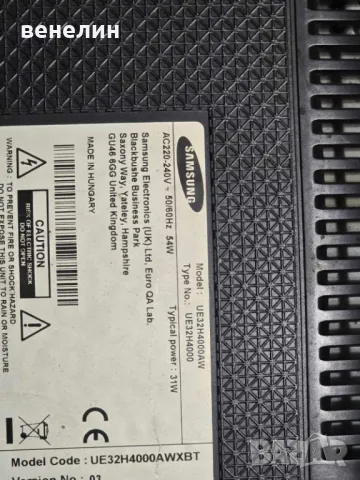 венелин
SAMSUNG
Model : UE32H4000AW
Type No.: UE32H4000
AC220-240V ~ 50/60Hz 54W
Typical power : 31W
Samsung Electronics (UK) Ltd, Euro QA Lab.
Blackbushe Business Park
Saxony Way, Yateley, Hampshire
GU46 6GG United Kingdom
MADE IN HUNGARY
CAUTION
RISK OF ELECTRIC SHOCK
DO NOT OPEN
WARNING : TO PREVENT FIRE OR SHOCK HAZARD
DO NOT EXPOSE THIS UNIT TO RAIN OR MOIST
CE
Model Code : UE32H4000AWXBT
Version No : 03
bazar